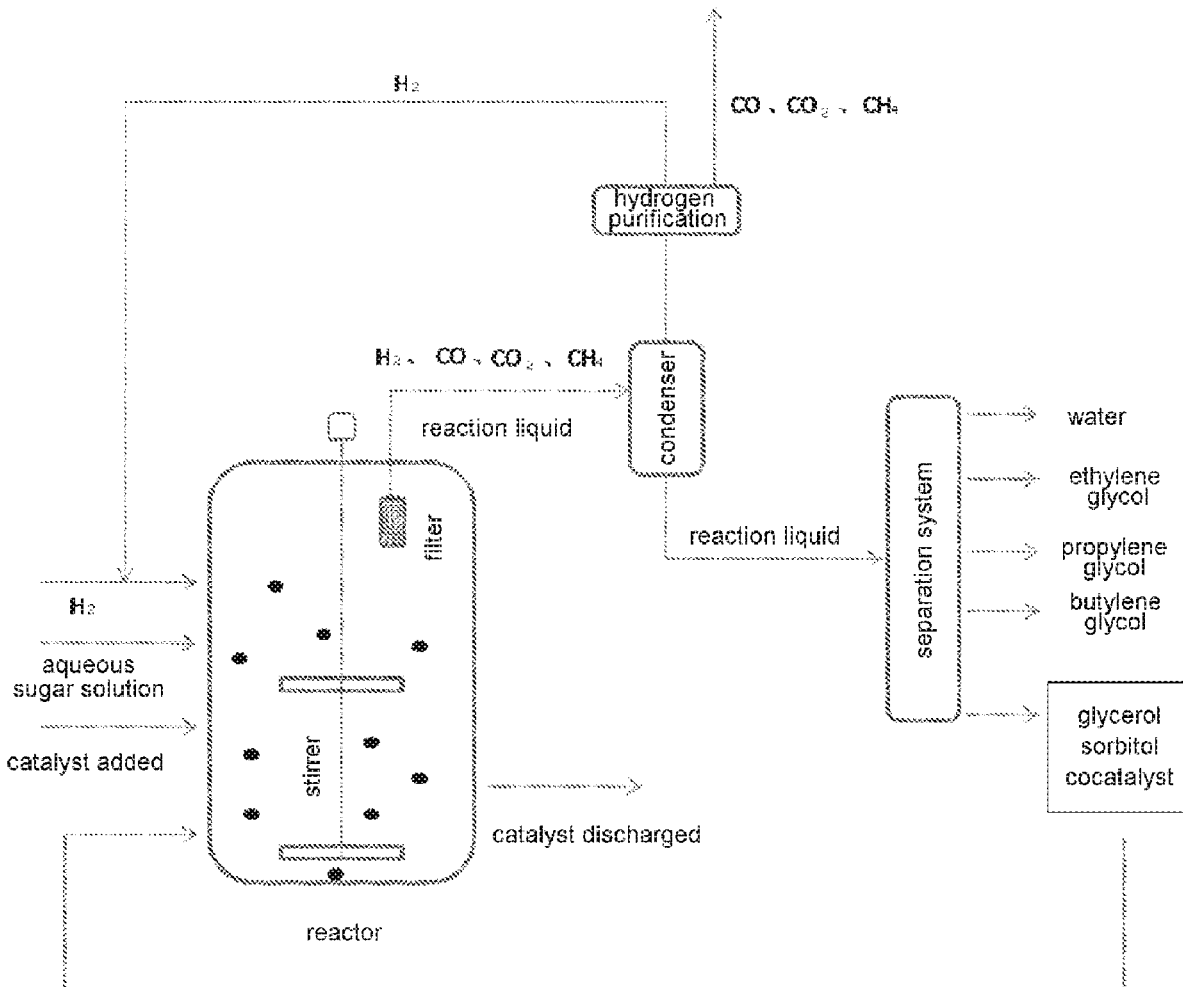 H₂
CO、CO₂、CH₄
hydrogen
purification
H₂、CO、CO₂、CH₄
condenser
reaction liquid
filter
reaction liquid
separation system
water
ethylene
glycol
propylene
glycol
butylene
glycol
H₂
aqueous
sugar solution
catalyst added
stirrer
catalyst discharged
glycerol
sorbitol
cocatalyst
reactor